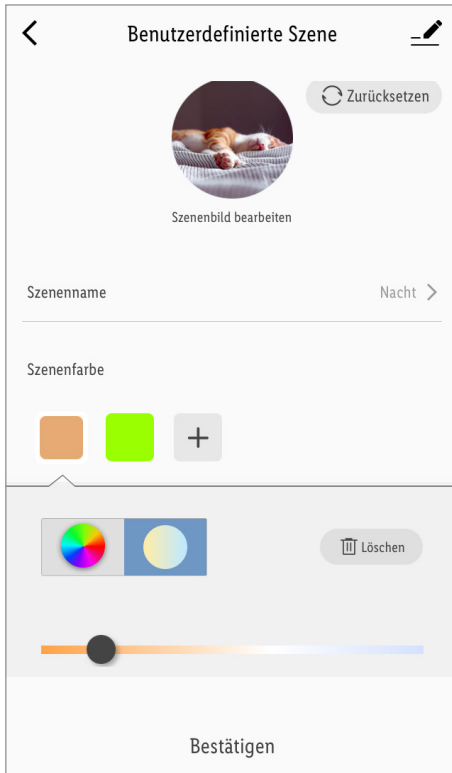 Benutzerdefinierte Szene
Zurücksetzen
Szenenbild bearbeiten
Szenenname
Nacht
Szenenfarbe
Löschen
Bestätigen